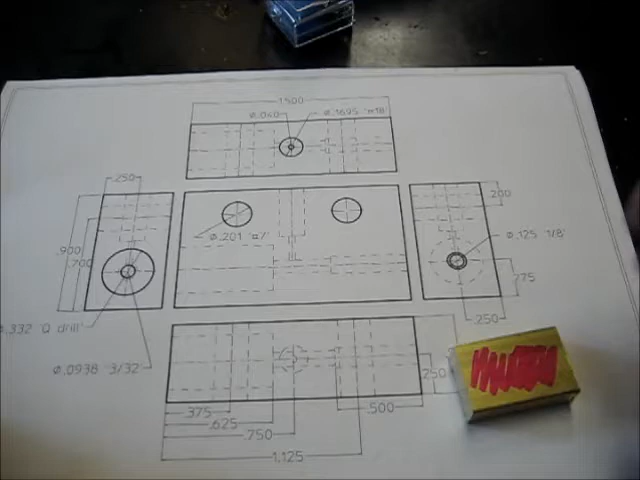 1.500
Ø.040 Ø.1695 '#18'
.250
.200
.900
.700
Ø.201 '#7'
Ø.125 1/8'
.275
.332 'Q drill'
.250
Ø.0938 3/32'
.250
.375
.500
.625
.750
1.125